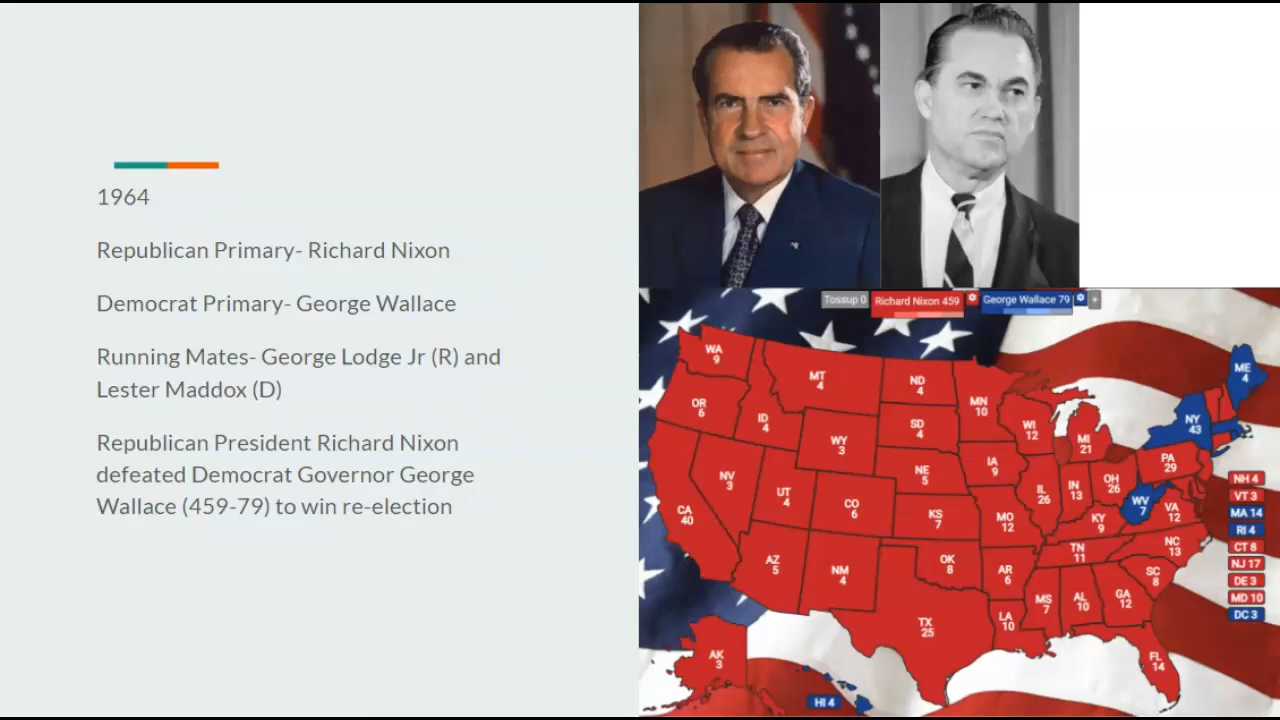 1964
Republican Primary- Richard Nixon
Democrat Primary- George Wallace
Running Mates- George Lodge Jr (R) and
Lester Maddox (D)
Republican President Richard Nixon
defeated Democrat Governor George
Wallace (459-79) to win re-election
Tossup 0
Richard Nixon 459
George Wallace 79
+
WA
9
OR
6
CA
40
NV
3
ID
4
MT
4
WY
3
UT
4
AZ
5
CO
6
NM
4
ND
4
SD
4
NE
5
KS
7
OK
8
TX
25
MN
10
IA
9
MO
12
AR
6
LA
10
WI
12
IL
26
MI
21
IN
13
OH
26
KY
9
TN
11
MS
7
AL
10
GA
12
FL
14
SC
8
NC
13
VA
12
WV
7
PA
29
NY
43
ME
4
AK
3
HI 4
NH 4
VT 3
MA 14
RI 4
CT 8
NJ 17
DE 3
MD 10
DC 3